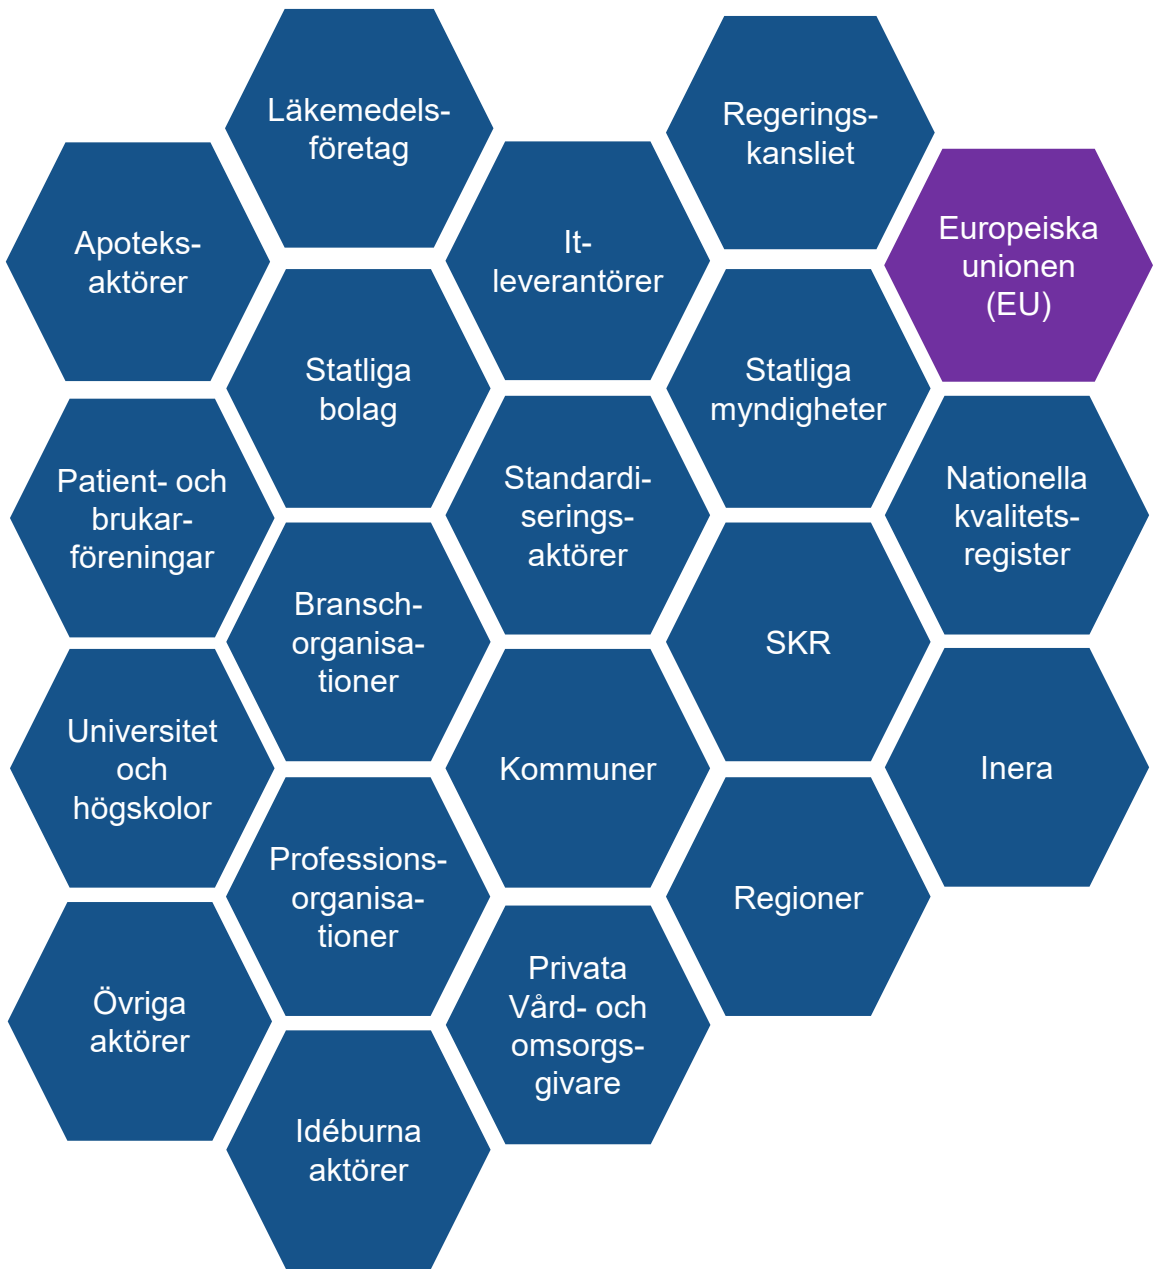 Läkemedels-
företag
Regerings-
kansliet
Apoteks-
aktörer
It-
leverantörer
Europeiska
unionen
(EU)
Statliga
bolag
Statliga
myndigheter
Patient- och
brukar-
föreningar
Standardi-
serings-
aktörer
Nationella
kvalitets-
register
Bransch-
organisa-
tioner
SKR
Universitet
och
högskolor
Kommuner
Inera
Professions-
organisa-
tioner
Regioner
Övriga
aktörer
Privata
Vård- och
omsorgs-
givare
Idéburna
aktörer